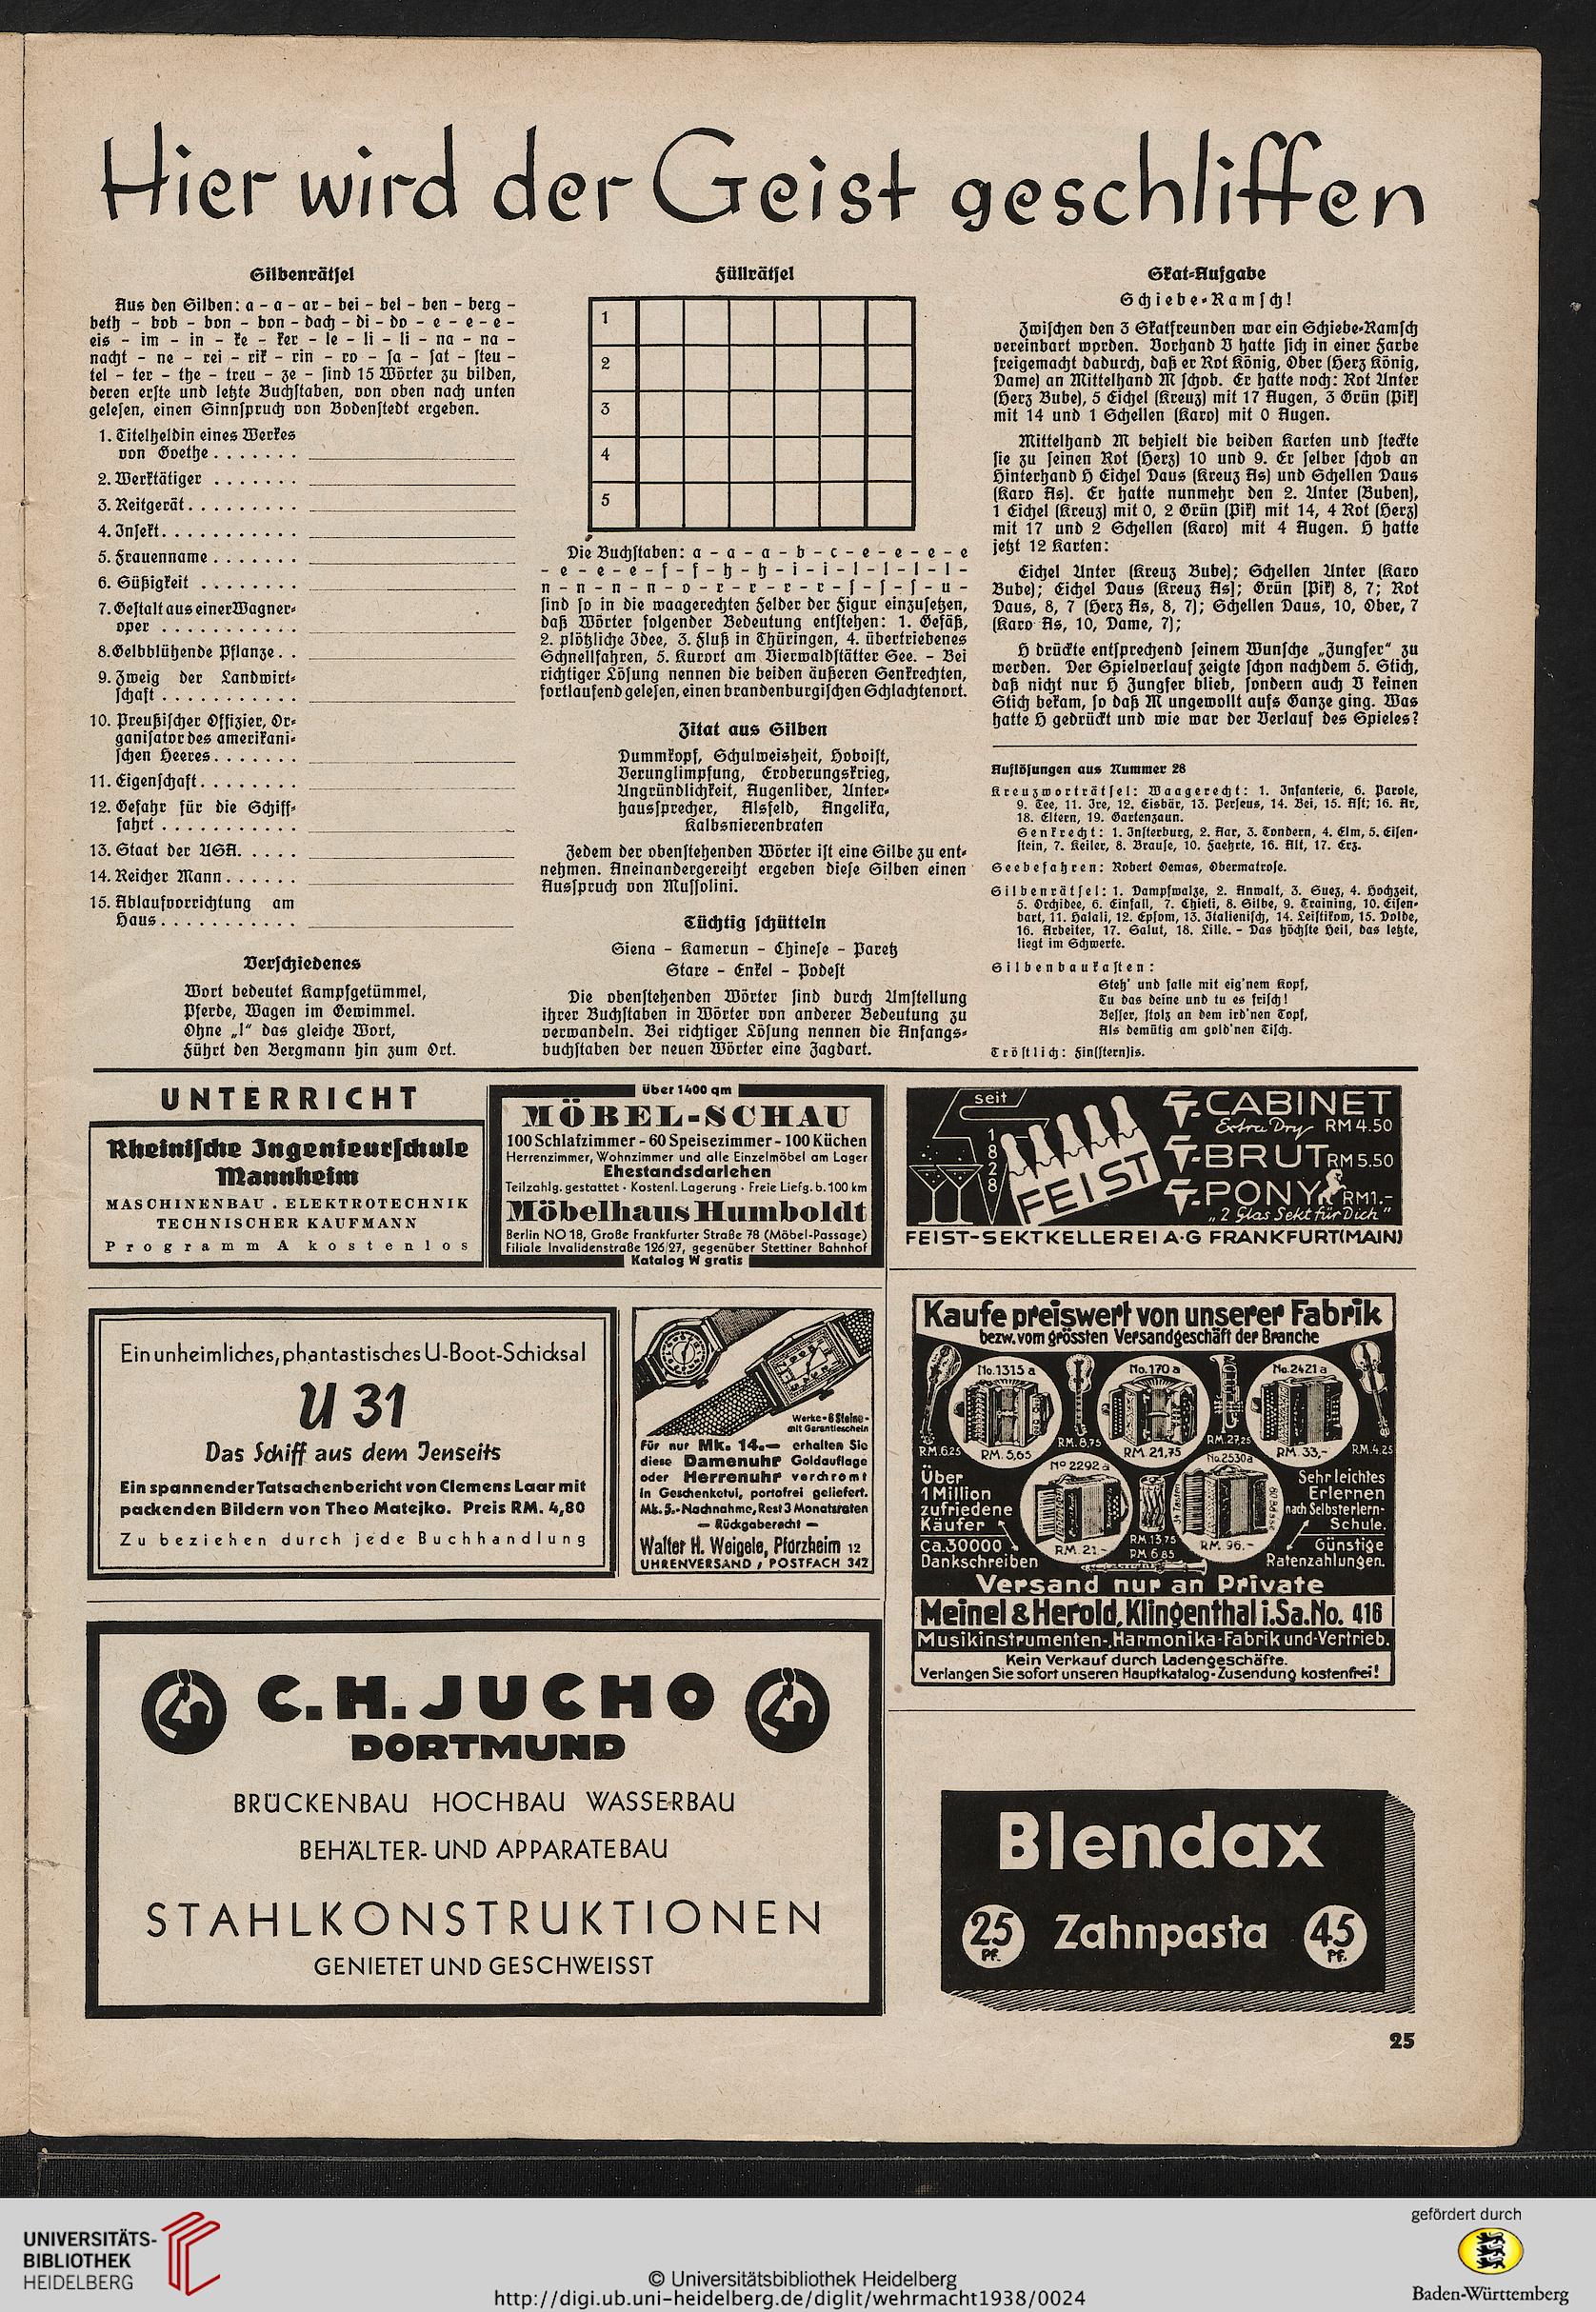 Hier wird der Geist geschliffen
Silbenrätsel
Aus den Silben: a – a – ar – bei – bel – ben – berg –
beth – bob – bon – bon – dach – di – do – e – e – e –
eis – im – in – ke – ker – le – li – li – na – na –
nacht – ne – rei – rik – rin – ro – sa – sat – steu –
tel – ter – the – treu – ze – sind 15 Wörter zu bilden,
deren erste und letzte Buchstaben, von oben nach unten
gelesen, einen Sinnspruch von Bodenstedt ergeben.
1. Titelheldin eines Werkes
von Goethe . . . . . . .
2. Werktätiger . . . . . . .
3. Reitgerät . . . . . . . . .
4. Insekt . . . . . . . . . . .
5. Frauenname . . . . . . .
6. Süßigkeit . . . . . . . .
7. Gestalt aus einer Wagner-
oper . . . . . . . . . . .
8. Gelbblühende Pflanze . .
9. Zweig der Landwirt-
schaft . . . . . . . . . . .
10. Preußischer Offizier, Or-
ganisator des amerikani-
schen Heeres . . . . . . .
11. Eigenschaft . . . . . . . .
12. Gefahr für die Schiff-
fahrt . . . . . . . . . . .
13. Staat der USA. . . . . .
14. Reicher Mann . . . . . .
15. Ablaufvorrichtung am
Haus . . . . . . . . . . .
Verschiedenes
Wort bedeutet Kampfgetümmel,
Pferde, Wagen im Gewimmel.
Ohne „l“ das gleiche Wort,
Führt den Bergmann hin zum Ort.
Füllrätsel
1
2
3
4
5
Die Buchstaben: a – a – a – b – c – e – e – e – e
– e – e – e – f – f – h – h – i – i – l – l – l – l –
n – n – n – n – o – r – r – r – r – s – s – s – u –
sind so in die waagerechten Felder der Figur einzusetzen,
daß Wörter folgender Bedeutung entstehen: 1. Gefäß,
2. plötzliche Idee, 3. Fluß in Thüringen, 4. übertriebenes
Schnellfahren, 5. Kurort am Vierwaldstätter See. – Bei
richtiger Lösung nennen die beiden äußeren Senkrechten,
fortlaufend gelesen, einen brandenburgischen Schlachtenort.
Zitat aus Silben
Dummkopf, Schulweisheit, Hoboist,
Verunglimpfung, Eroberungskrieg,
Ungründlichkeit, Augenlider, Unter-
haussprecher, Alsfeld, Angelika,
Kalbsnierenbraten
Jedem der obenstehenden Wörter ist eine Silbe zu ent-
nehmen. Aneinandergereiht ergeben diese Silben einen
Ausspruch von Mussolini.
Tüchtig schütteln
Siena – Kamerun – Chinese – Paretz
Stare – Enkel – Podest
Die obenstehenden Wörter sind durch Umstellung
ihrer Buchstaben in Wörter von anderer Bedeutung zu
verwandeln. Bei richtiger Lösung nennen die Anfangs-
buchstaben der neuen Wörter eine Jagdart.
Skat-Aufgabe
Schiebe-Ramsch!
Zwischen den 3 Skatfreunden war ein Schiebe-Ramsch
vereinbart worden. Vorhand V hatte sich in einer Farbe
freigemacht dadurch, daß er Rot König, Ober (Herz König,
Dame) an Mittelhand M schob. Er hatte noch: Rot Unter
(Herz Bube), 5 Eichel (Kreuz) mit 17 Augen, 3 Grün (Pik)
mit 14 und 1 Schellen (Karo) mit 0 Augen.
Mittelhand M behielt die beiden Karten und steckte
sie zu seinen Rot (Herz) 10 und 9. Er selber schob an
Hinterhand H Eichel Daus (Kreuz As) und Schellen Daus
(Karo As). Er hatte nunmehr den 2. Unter (Buben),
1 Eichel (Kreuz) mit 0, 2 Grün (Pik) mit 14, 4 Rot (Herz)
mit 17 und 2 Schellen (Karo) mit 4 Augen. H hatte
jetzt 12 Karten:
Eichel Unter (Kreuz Bube); Schellen Unter (Karo
Bube); Eichel Daus (Kreuz As); Grün (Pik) 8, 7; Rot
Daus, 8, 7 (Herz As, 8, 7); Schellen Daus, 10, Ober, 7
(Karo As, 10, Dame, 7);
H drückte entsprechend seinem Wunsche „Jungfer“ zu
werden. Der Spielverlauf zeigte schon nachdem 5. Stich,
daß nicht nur H Jungfer blieb, sondern auch V keinen
Stich bekam, so daß M ungewollt aufs Ganze ging. Was
hatte H gedrückt und wie war der Verlauf des Spieles?
Auflösungen aus Nummer 28
Kreuzworträtsel: Waagerecht: 1. Infanterie, 6. Parole,
9. Tee, 11. Ire, 12. Eisbär, 13. Perseus, 14. Bei, 15. Ast; 16. Ar,
18. Eltern, 19. Gartenzaun.
Senkrecht: 1. Insterburg, 2. Aar, 3. Tondern, 4. Elm, 5. Eisen-
stein, 7. Keiler, 8. Brause, 10. Faehrte, 16. Alt, 17. Erz.
Seebefahren: Robert Demas, Obermatrose.
Silbenrätsel: 1. Dampfwalze, 2. Anwalt, 3. Suez, 4. Hochzeit,
5. Orchidee, 6. Einfall, 7. Chieti, 8. Silbe, 9. Training, 10. Eisen-
bart, 11. Halali, 12. Epsom, 13. Italienisch, 14. Leistikow, 15. Dolde,
16. Arbeiter, 17. Salut, 18. Lille. – Das höchste Heil, das letzte,
liegt im Schwerte.
Silbenbaukasten:
Steh' und falle mit eig'nem Kopf,
Tu das deine und tu es frisch!
Besser, stolz an dem ird'nen Topf,
Als demütig am gold'nen Tisch.
Tröstlich: Fin(stern)is.
UNTERRICHT
Rheinische Ingenieurschule
Mannheim
MASCHINENBAU . ELEKTROTECHNIK
TECHNISCHER KAUFMANN
Programm A kostenlos
über 1400 qm
MÖBEL-SCHAU
100 Schlafzimmer - 60 Speisezimmer - 100 Küchen
Herrenzimmer, Wohnzimmer und alle Einzelmöbel am Lager
Ehestandsdarlehen
Teilzahlg. gestattet · Kostenl. Lagerung · Freie Liefg. b. 100 km
Möbelhaus Humboldt
Berlin NO 18, Große Frankfurter Straße 78 (Möbel-Passage)
Filiale Invalidenstraße 126/27, gegenüber Stettiner Bahnhof
Katalog W gratis
seit
1828
FEIST
CABINET
Extra Dry RM 4.50
BRUT RM 5.50
PONY RM 1.-
„2 Glas Sekt für Dich“
FEIST-SEKTKELLEREI A·G FRANKFURT(MAIN)
Ein unheimliches, phantastisches U-Boot-Schicksal
U 31
Das Schiff aus dem Jenseits
Ein spannender Tatsachenbericht von Clemens Laar mit
packenden Bildern von Theo Matejko. Preis RM. 4,80
Zu beziehen durch jede Buchhandlung
Werke - 6 Steine -
mit Garantieschein
Für nur Mk. 14.— erhalten Sie
diese Damenuhr Goldauflage
oder Herrenuhr verchromt
in Geschenketui, portofrei geliefert.
Mk. 5.- Nachnahme, Rest 3 Monatsraten
— Rückgaberecht —
Walter H. Weigele, Pforzheim 12
UHRENVERSAND / POSTFACH 342
Kaufe preiswert von unserer Fabrik
bezw. vom grössten Versandgeschäft der Branche
No. 1315 a
No. 170 a
No. 2421 a
RM. 6.25
RM. 5,65
RM. 8,75
RM. 21,75
RM. 27,25
RM. 33,-
RM. 4,25
Über
1 Million
zufriedene
Käufer
ca. 30000
Dankschreiben
No 2292 a
RM. 21.-
RM. 13.75
RM 6.85
No. 2530 a
RM. 96.-
Sehr leichtes
Erlernen
nach Selbsterlern-
Schule.
Günstige
Ratenzahlungen.
Versand nur an Private
Meinel & Herold, Klingenthal i. Sa. No. 416
Musikinstrumenten-, Harmonika-Fabrik und-Vertrieb.
Kein Verkauf durch Ladengeschäfte.
Verlangen Sie sofort unseren Hauptkatalog - Zusendung kostenfrei!
C. H. JUCHO
DORTMUND
BRÜCKENBAU HOCHBAU WASSERBAU
BEHÄLTER- UND APPARATEBAU
STAHLKONSTRUKTIONEN
GENIETET UND GESCHWEISST
Blendax
25 Pf. Zahnpasta 45 Pf.
25
UNIVERSITÄTS-
BIBLIOTHEK
HEIDELBERG
© Universitätsbibliothek Heidelberg
http://digi.ub.uni-heidelberg.de/diglit/wehrmacht1938/0024
gefördert durch
Baden-Württemberg